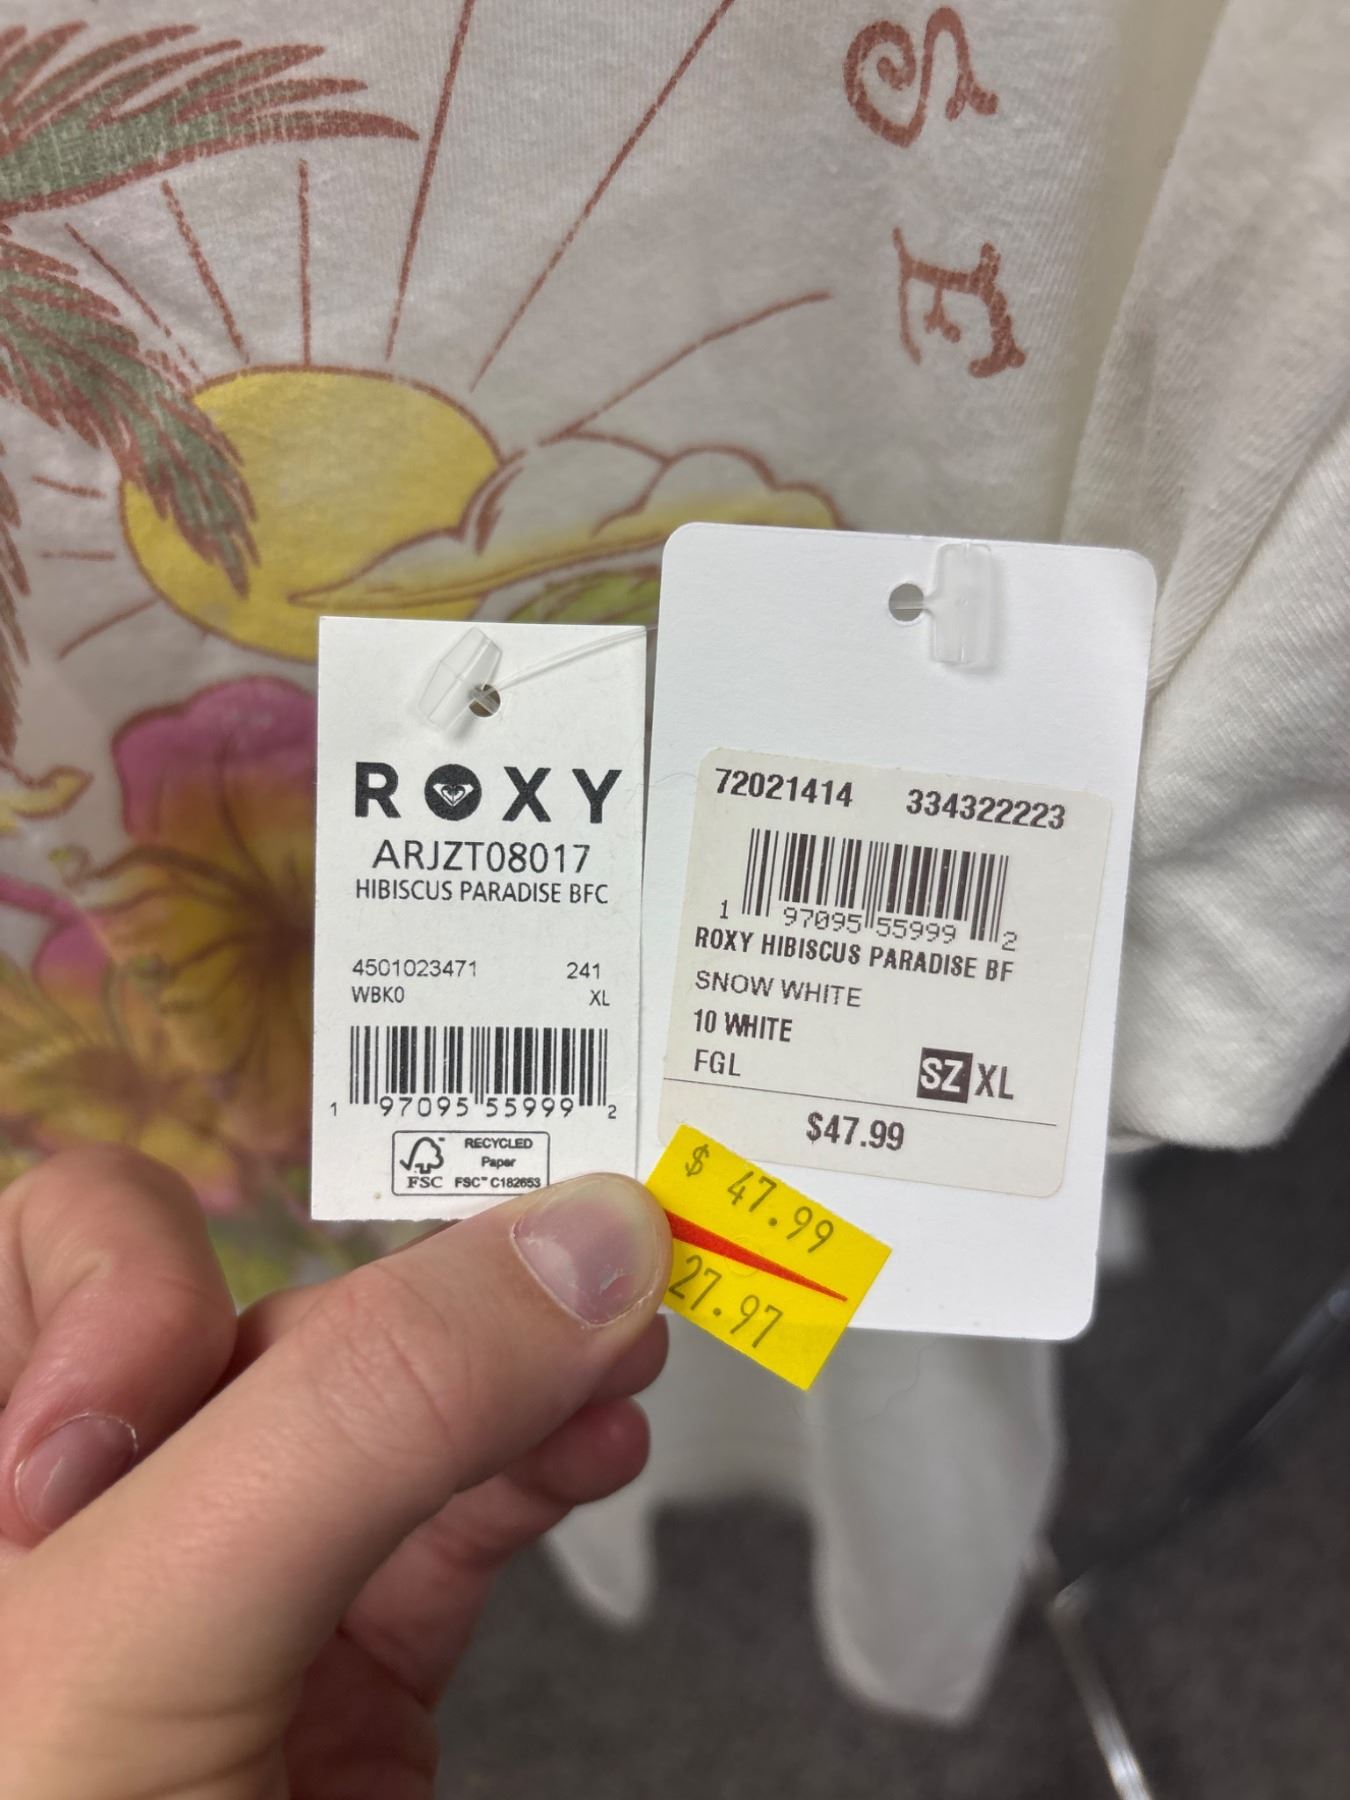 S
E
ROXY
ARJZT08017
HIBISCUS PARADISE BFC
4501023471 241
WBK0 XL
1 97095 55999 2
FSC
RECYCLED
Paper
FSC™ C182653
72021414 334322223
1 97095 55999 2
ROXY HIBISCUS PARADISE BF
SNOW WHITE
10 WHITE
FGL SZ XL
$47.99
$ 47.99
27.97